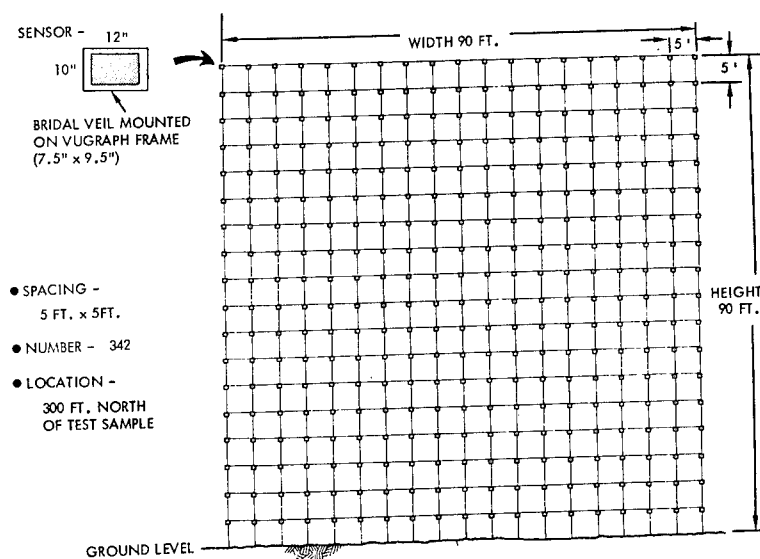 SENSOR - 12"
10"
BRIDAL VEIL MOUNTED
ON VUGRAPH FRAME
(7.5" x 9.5")
WIDTH 90 FT.
5'
5'
● SPACING -
5 FT. x 5FT.
● NUMBER - 342
● LOCATION -
300 FT. NORTH
OF TEST SAMPLE
HEIGHT
90 FT.
GROUND LEVEL